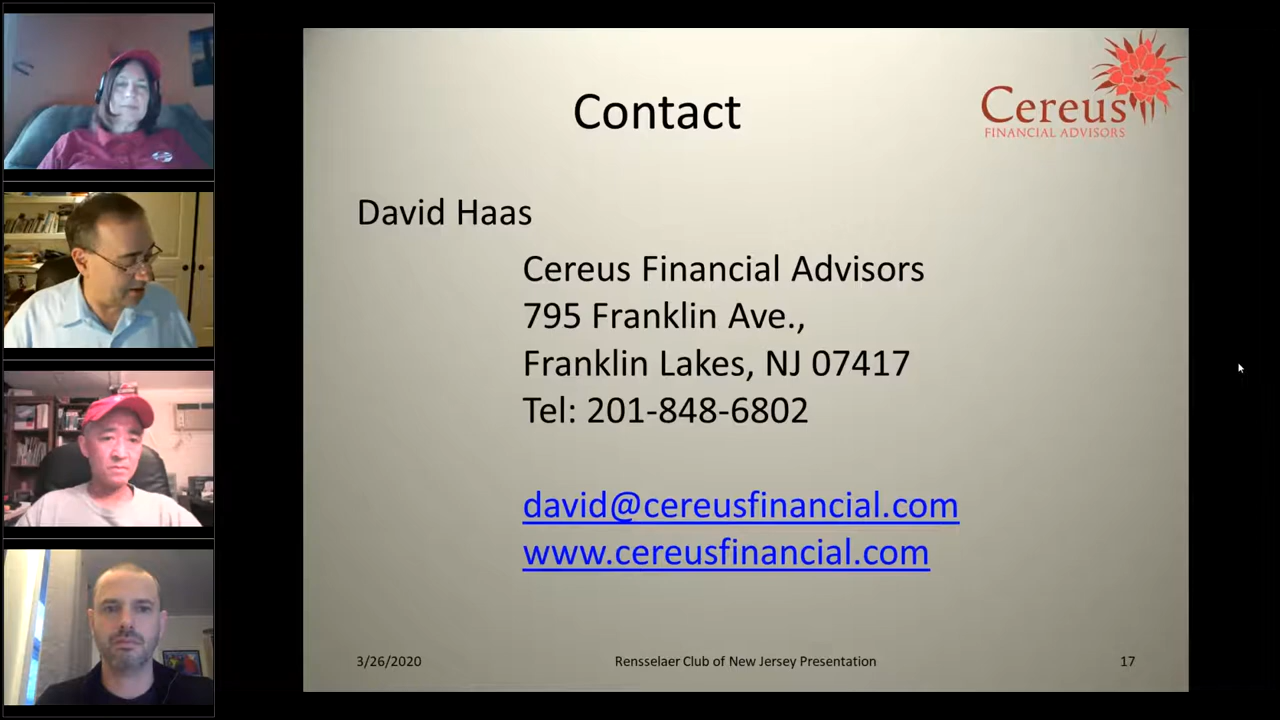 Contact
Cereus
FINANCIAL ADVISORS
David Haas
Cereus Financial Advisors
795 Franklin Ave.,
Franklin Lakes, NJ 07417
Tel: 201-848-6802
david@cereusfinancial.com
www.cereusfinancial.com
3/26/2020
Rensselaer Club of New Jersey Presentation
17